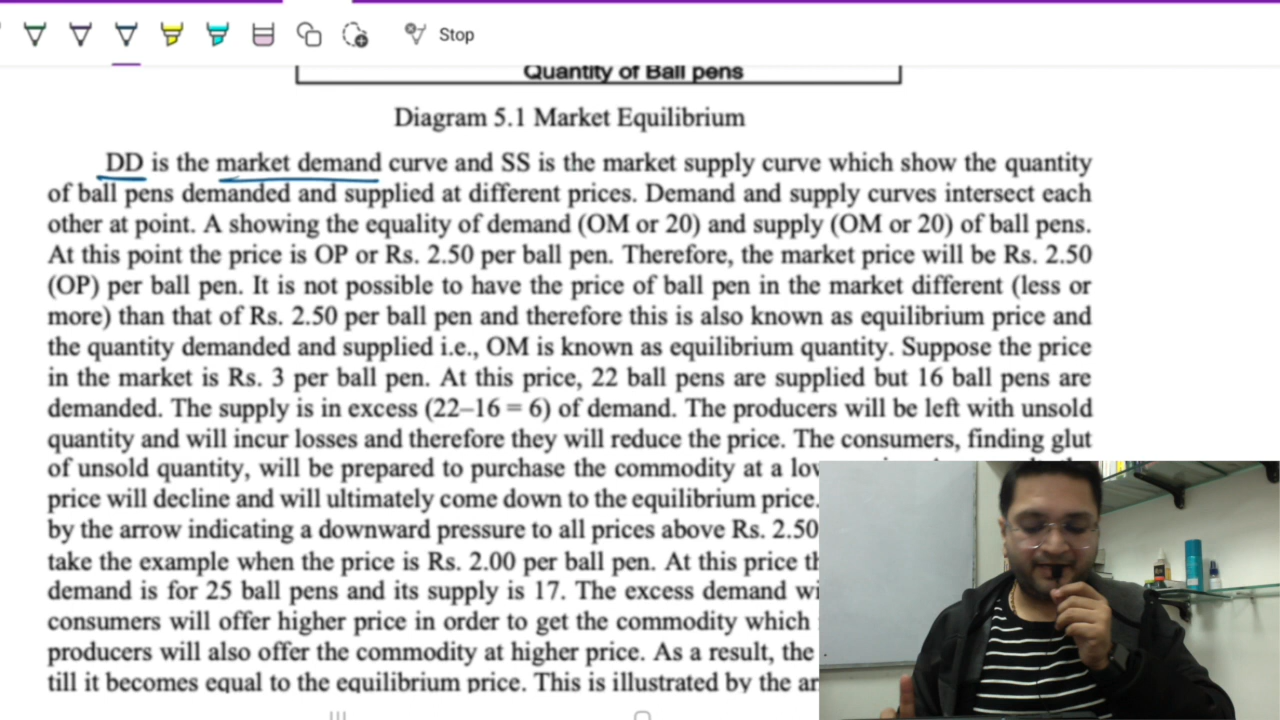 Stop
Quantity of Ball pens
Diagram 5.1 Market Equilibrium
DD is the market demand curve and SS is the market supply curve which show the quantity
of ball pens demanded and supplied at different prices. Demand and supply curves intersect each
other at point. A showing the equality of demand (OM or 20) and supply (OM or 20) of ball pens.
At this point the price is OP or Rs. 2.50 per ball pen. Therefore, the market price will be Rs. 2.50
(OP) per ball pen. It is not possible to have the price of ball pen in the market different (less or
more) than that of Rs. 2.50 per ball pen and therefore this is also known as equilibrium price and
the quantity demanded and supplied i.e., OM is known as equilibrium quantity. Suppose the price
in the market is Rs. 3 per ball pen. At this price, 22 ball pens are supplied but 16 ball pens are
demanded. The supply is in excess (22–16 = 6) of demand. The producers will be left with unsold
quantity and will incur losses and therefore they will reduce the price. The consumers, finding glut
of unsold quantity, will be prepared to purchase the commodity at a
price will decline and will ultimately come down to the equilibrium price.
by the arrow indicating a downward pressure to all prices above Rs. 2.50
take the example when the price is Rs. 2.00 per ball pen. At this price
demand is for 25 ball pens and its supply is 17. The excess demand
consumers will offer higher price in order to get the commodity which
producers will also offer the commodity at higher price. As a result, the
till it becomes equal to the equilibrium price. This is illustrated by the